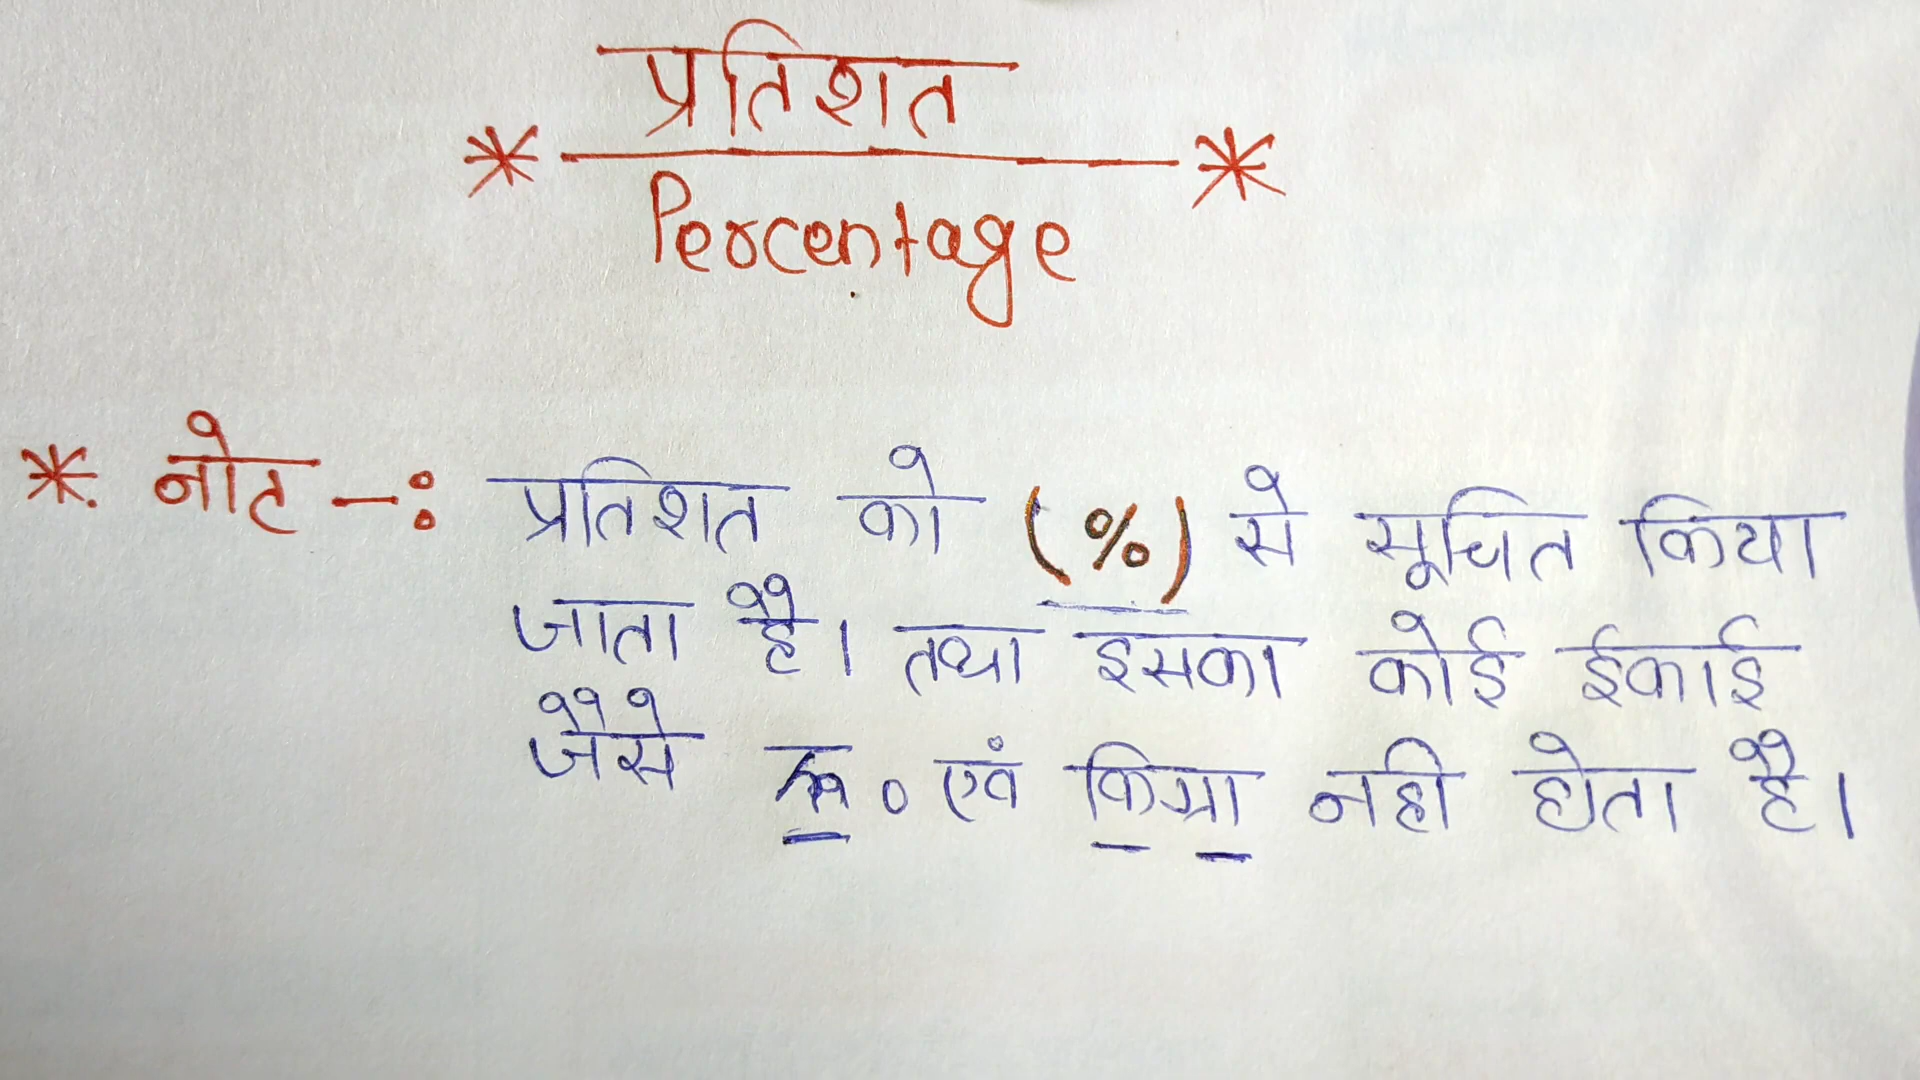 प्रतिशत
* *
Percentage
*. नोट -: प्रतिशत को (%) से सूचित किया
जाता है। तथा इसका कोई ईकाई
जैसे ० एवं किग्रा नही होता है।